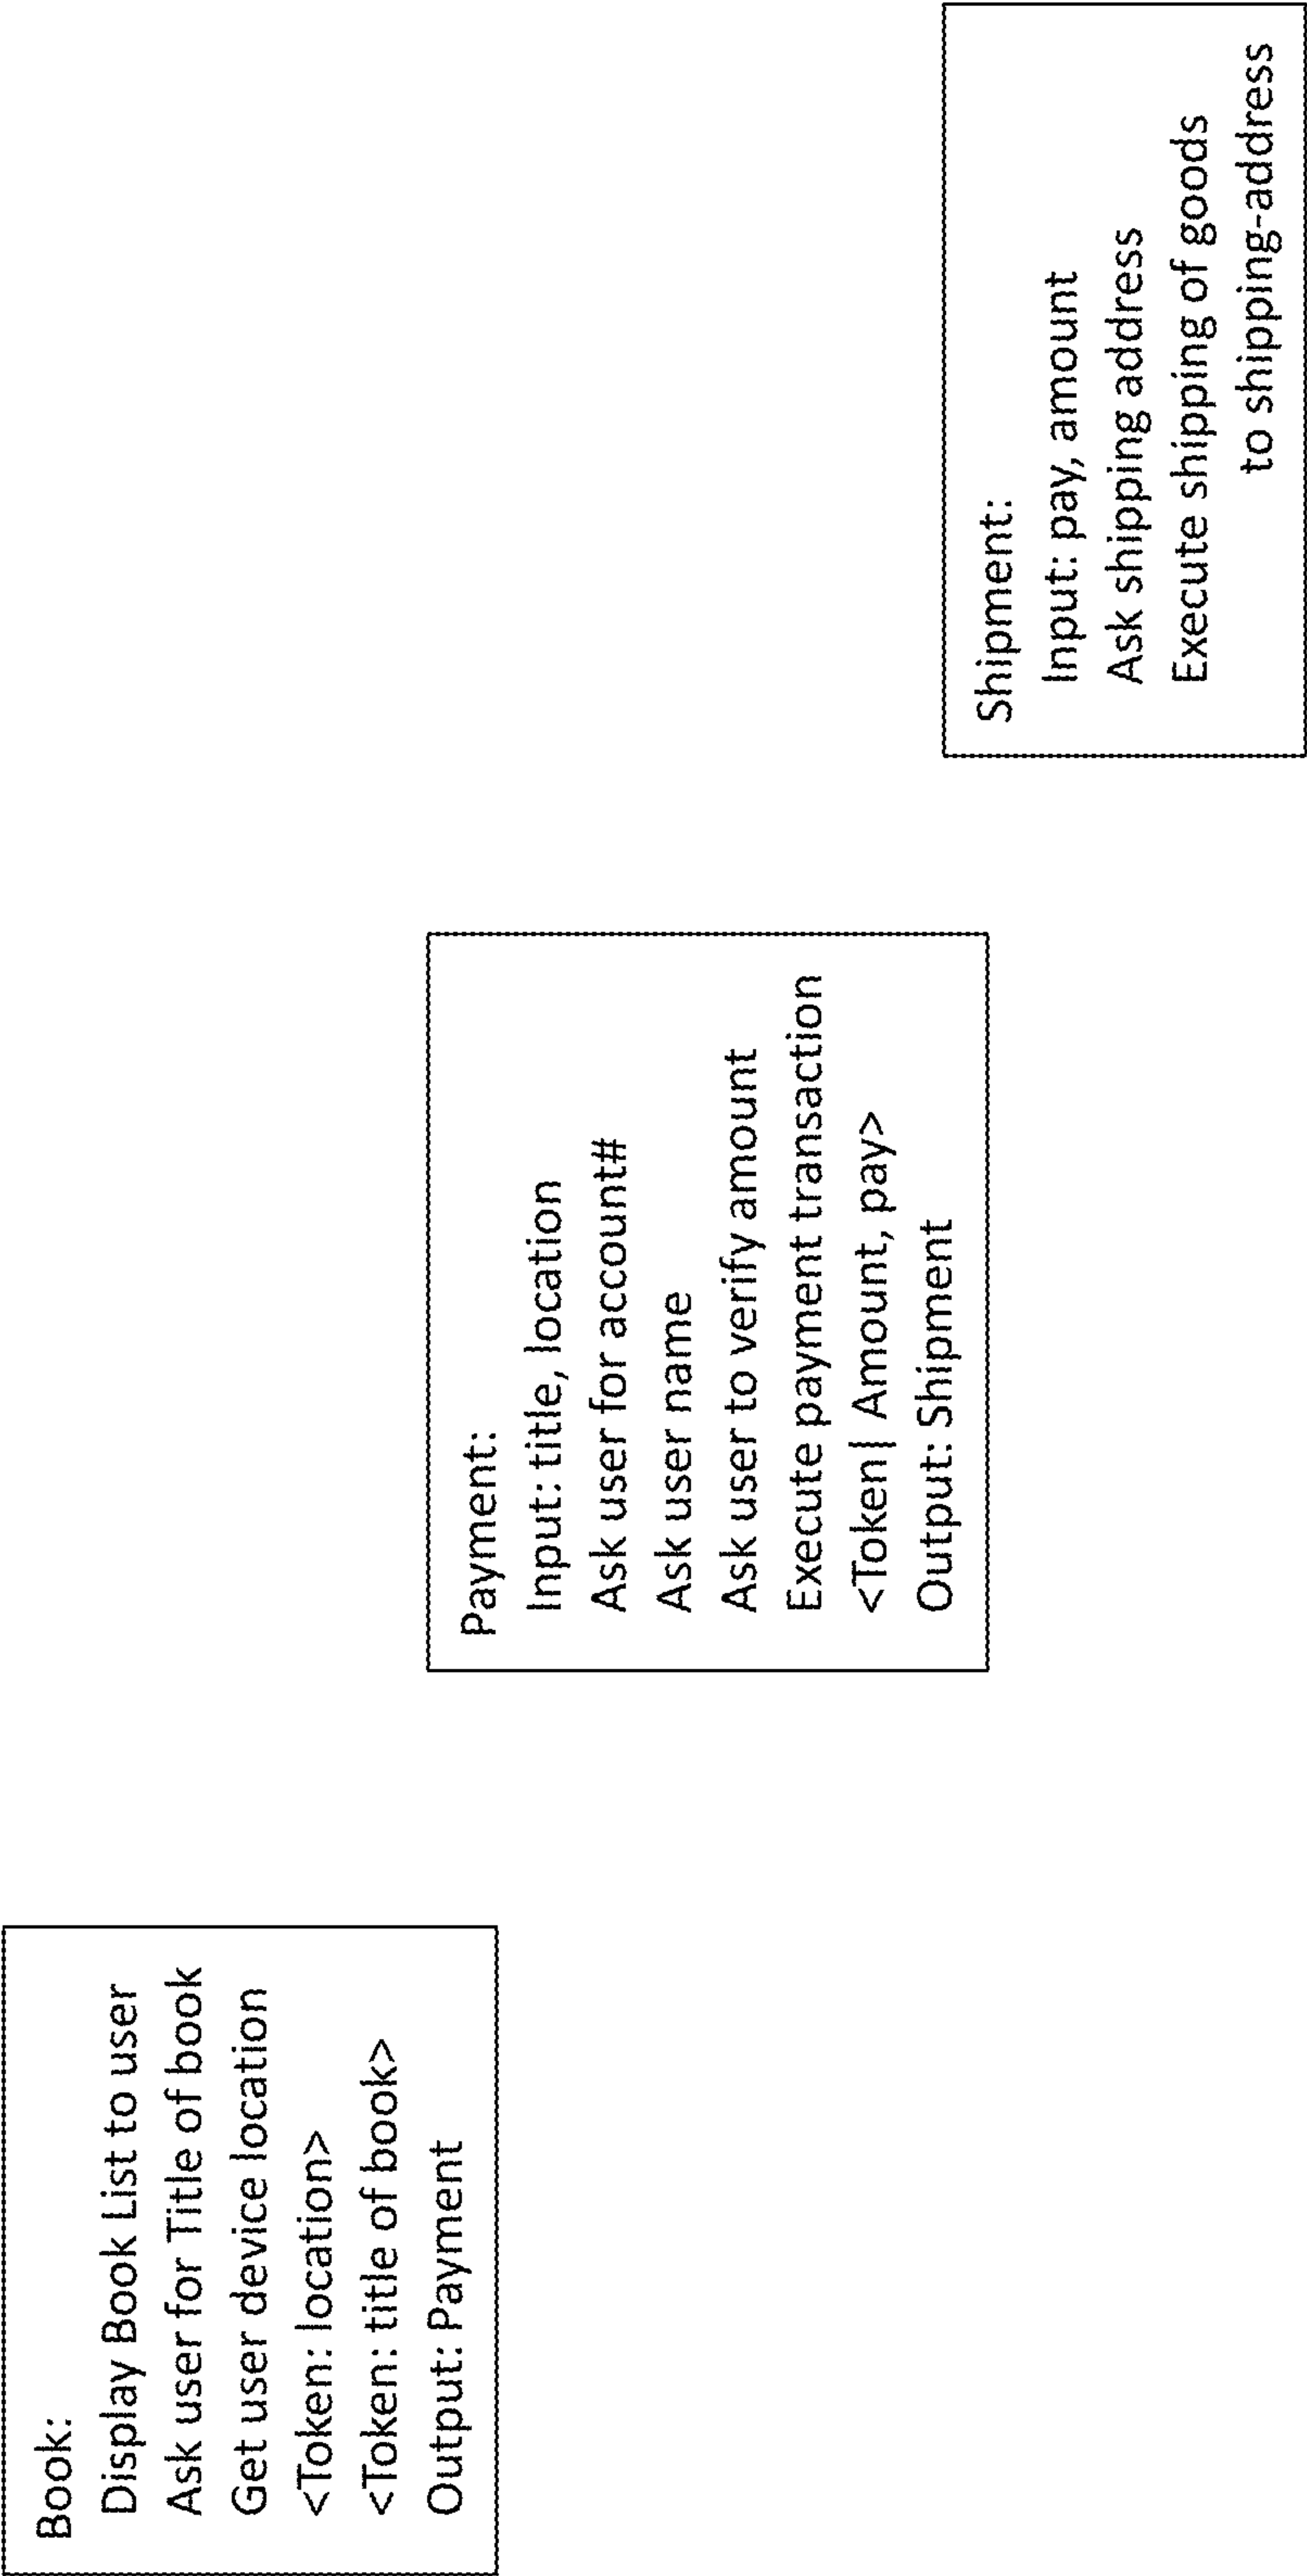 Book:
Display Book List to user
Ask user for Title of book
Get user device location
<Token: location>
<Token: title of book>
Output: Payment
Payment:
Input: title, location
Ask user for account#
Ask user name
Ask user to verify amount
Execute payment transaction
<Token| Amount, pay>
Output: Shipment
Shipment:
Input: pay, amount
Ask shipping address
Execute shipping of goods
to shipping-address